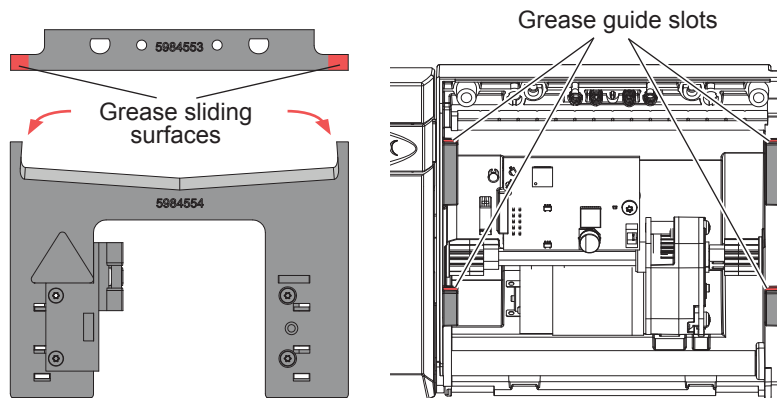 5984553
Grease sliding
surfaces
5984554
Grease guide slots